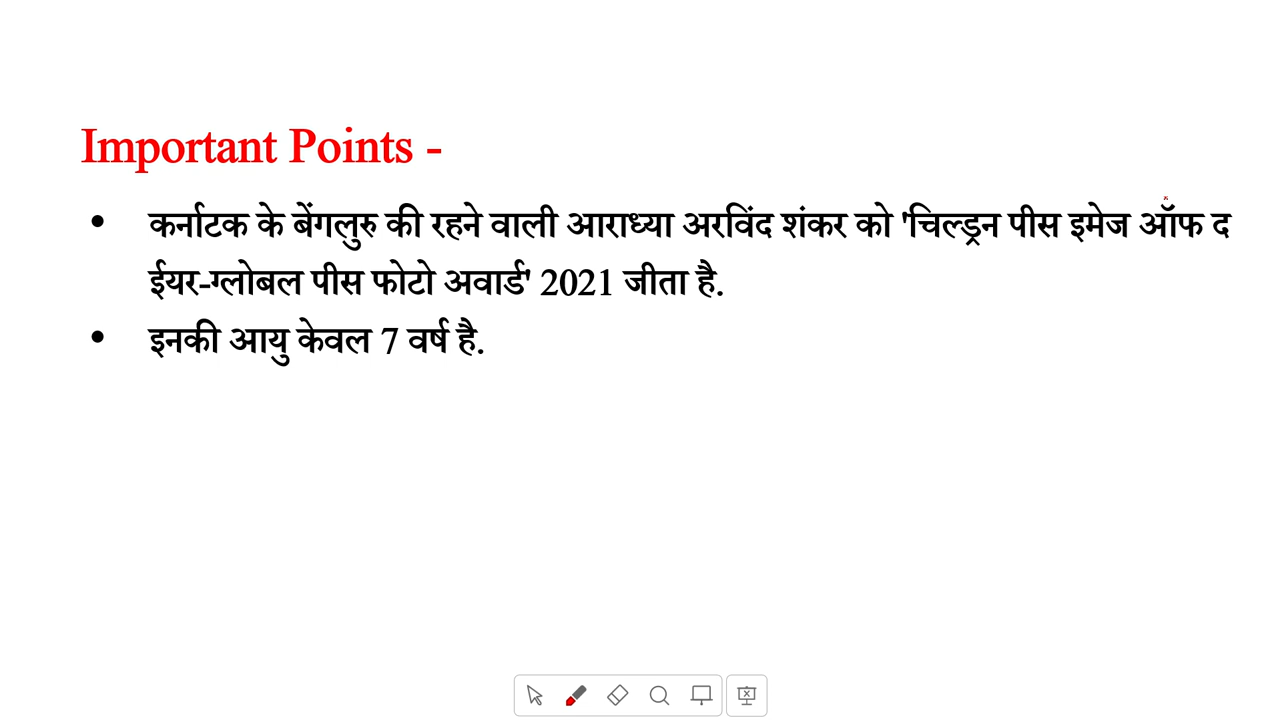 Important Points -
• कर्नाटक के बेंगलुरु की रहने वाली आराध्या अरविंद शंकर को 'चिल्ड्रन पीस इमेज ऑफ द
ईयर-ग्लोबल पीस फोटो अवार्ड' 2021 जीता है.
• इनकी आयु केवल 7 वर्ष है.